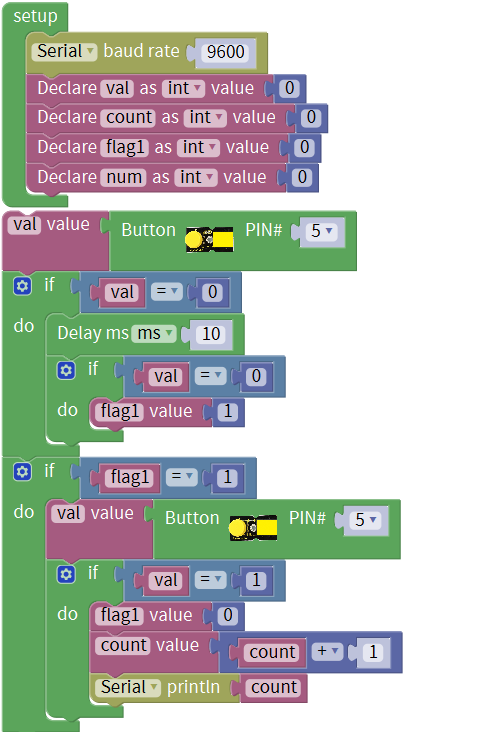 setup
Serial baud rate 9600
Declare val as int value 0
Declare count as int value 0
Declare flag1 as int value 0
Declare num as int value 0
val value Button PIN# 5
if val = 0
do Delay ms ms 10
if val = 0
do flag1 value 1
if flag1 = 1
do val value Button PIN# 5
if val = 1
do flag1 value 0
count value count + 1
Serial println count